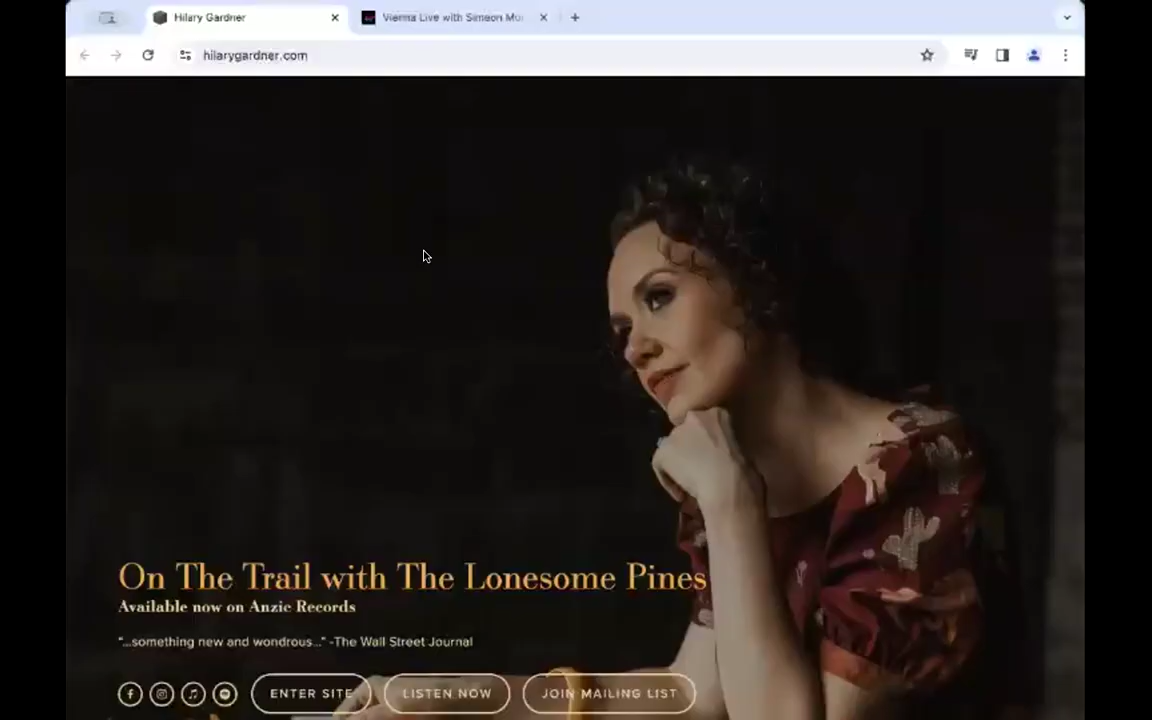 Hilary Gardner
Vienna Live with Simeon Mor
hilarygardner.com
On The Trail with The Lonesome Pines
Available now on Anzic Records
"...something new and wondrous..." -The Wall Street Journal
ENTER SITE
LISTEN NOW
JOIN MAILING LIST